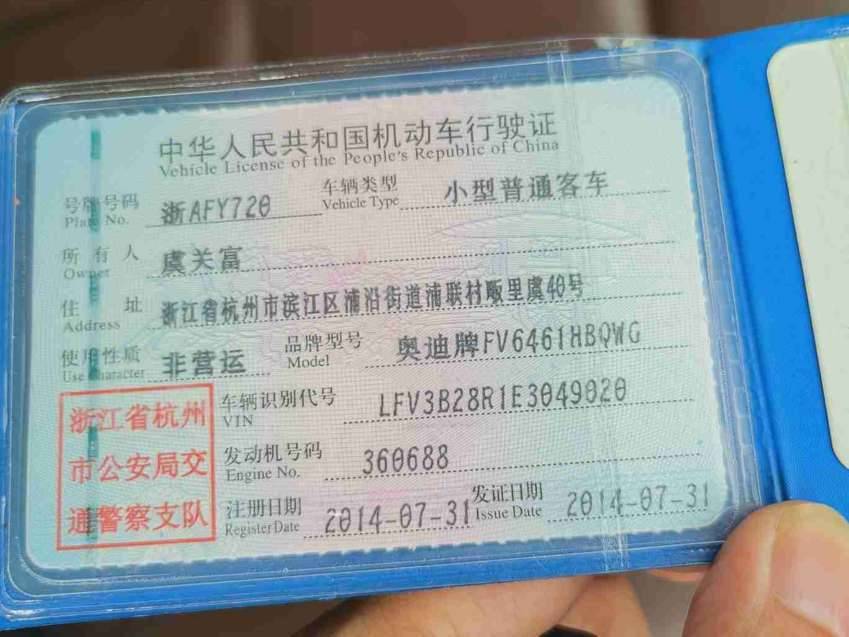 中华人民共和国机动车行驶证
Vehicle License of the People's Republic of China
号牌号码 浙AFY720 车辆类型 小型普通客车
Plate No. Vehicle Type
所有人 虞关富
Owner
住址 浙江省杭州市滨江区浦沿街道浦联村畈里虞40号
Address
使用性质 非营运 品牌型号 奥迪牌FV6461HBQWG
Use Character Model
车辆识别代号 LFV3B28R1E3049020
VIN
发动机号码 360688
Engine No.
注册日期 2014-07-31 发证日期 2014-07-31
Register Date Issue Date
浙江省杭州
市公安局交
通警察支队